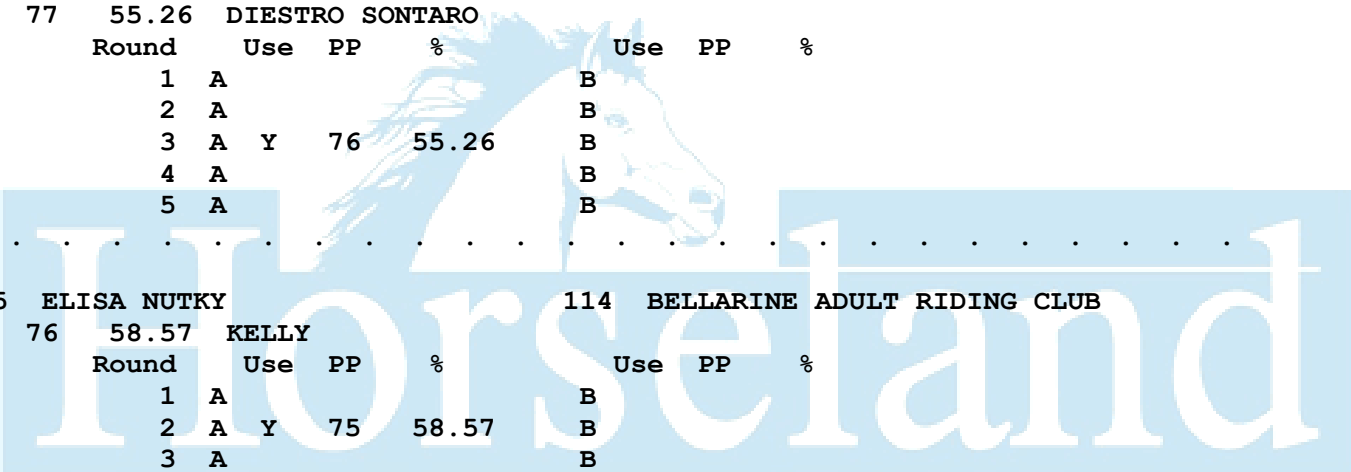 77 55.26 DIESTRO SONTARO
Round Use PP % Use PP %
1 A B
2 A B
3 A Y 76 55.26 B
4 A B
5 A B
. . . . . . . . . . . . . . . . . . . . . . . . .
ELISA NUTKY 114 BELLARINE ADULT RIDING CLUB
76 58.57 KELLY
Round Use PP % Use PP %
1 A B
2 A Y 75 58.57 B
3 A B
Horseland